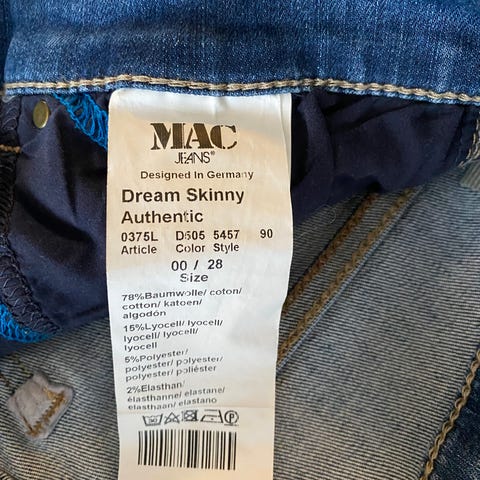 MAC
JEANS®
Designed In Germany
Dream Skinny
Authentic
0375L D505 5457 90
Article Color Style
00 / 28
Size
78%Baumwolle/ coton/
cotton/ katoen/
algodón
15%Lyocell/ lyocell/
lyocell/ lyocell/
lyocell
5%Polyester/
polyester/ polyester/
polyester/ poliéster
2%Elasthan/
élasthanne/ elastane/
elasthaan/ elastano